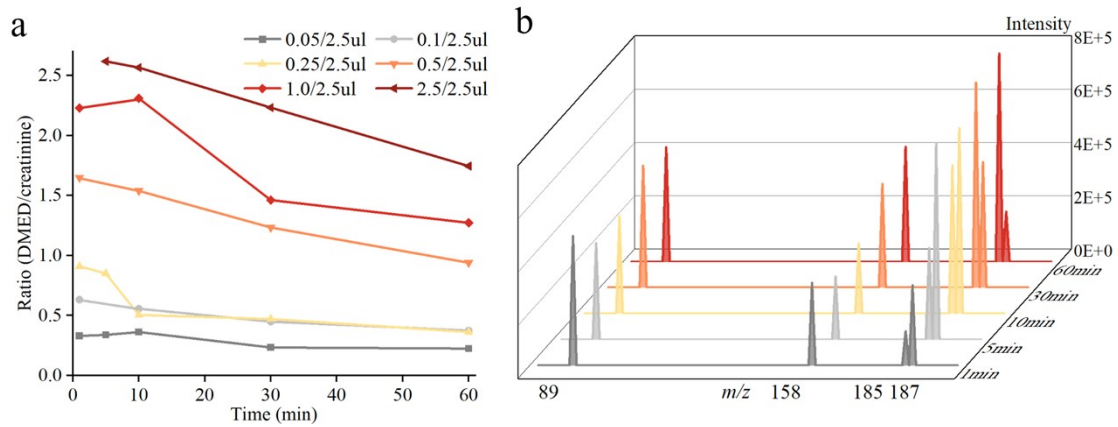 a
0.05/2.5ul 0.1/2.5ul
0.25/2.5ul 0.5/2.5ul
1.0/2.5ul 2.5/2.5ul
2.5
2.0
1.5
1.0
0.5
0.0
Ratio (DMED/creatinine)
0 10 20 30 40 50 60
Time (min)
b
Intensity
8E+5
6E+5
4E+5
2E+5
0E+0
60min
30min
10min
5min
1min
89 m/z 158 185 187